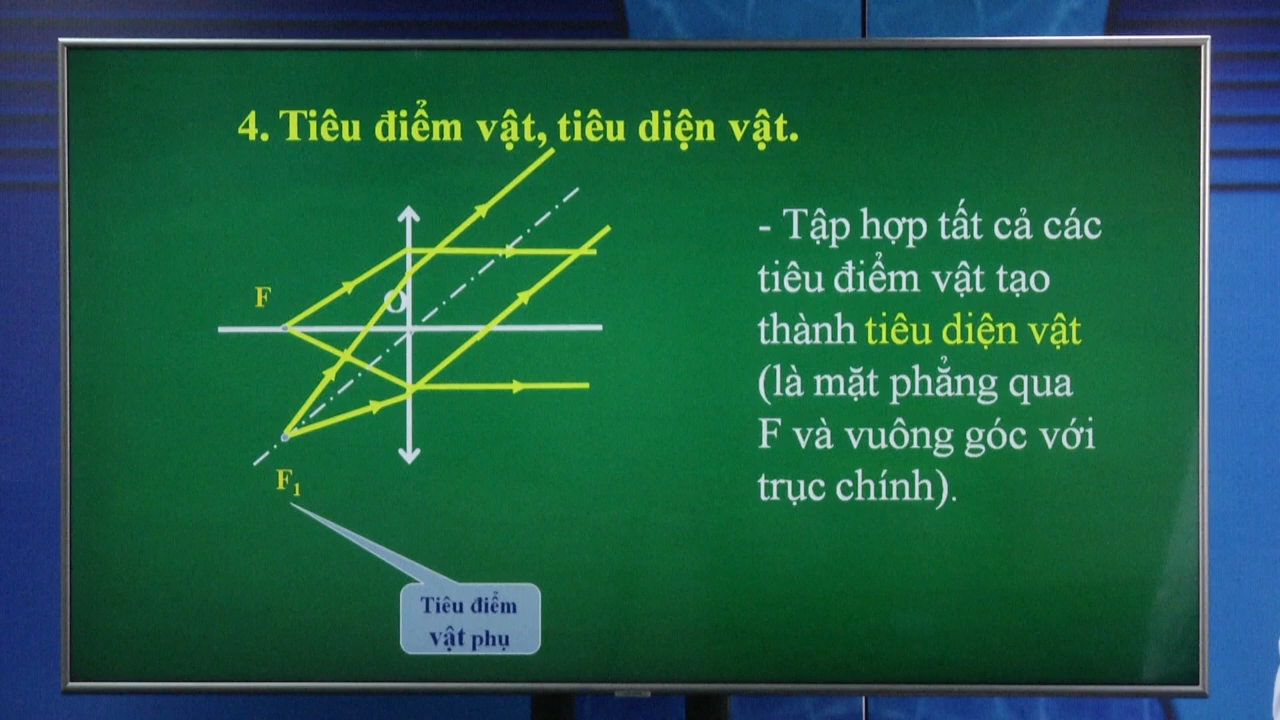 4. Tiêu điểm vật, tiêu diện vật.
F
O
F₁
Tiêu điểm
vật phụ
- Tập hợp tất cả các
tiêu điểm vật tạo
thành tiêu diện vật
(là mặt phẳng qua
F và vuông góc với
trục chính).